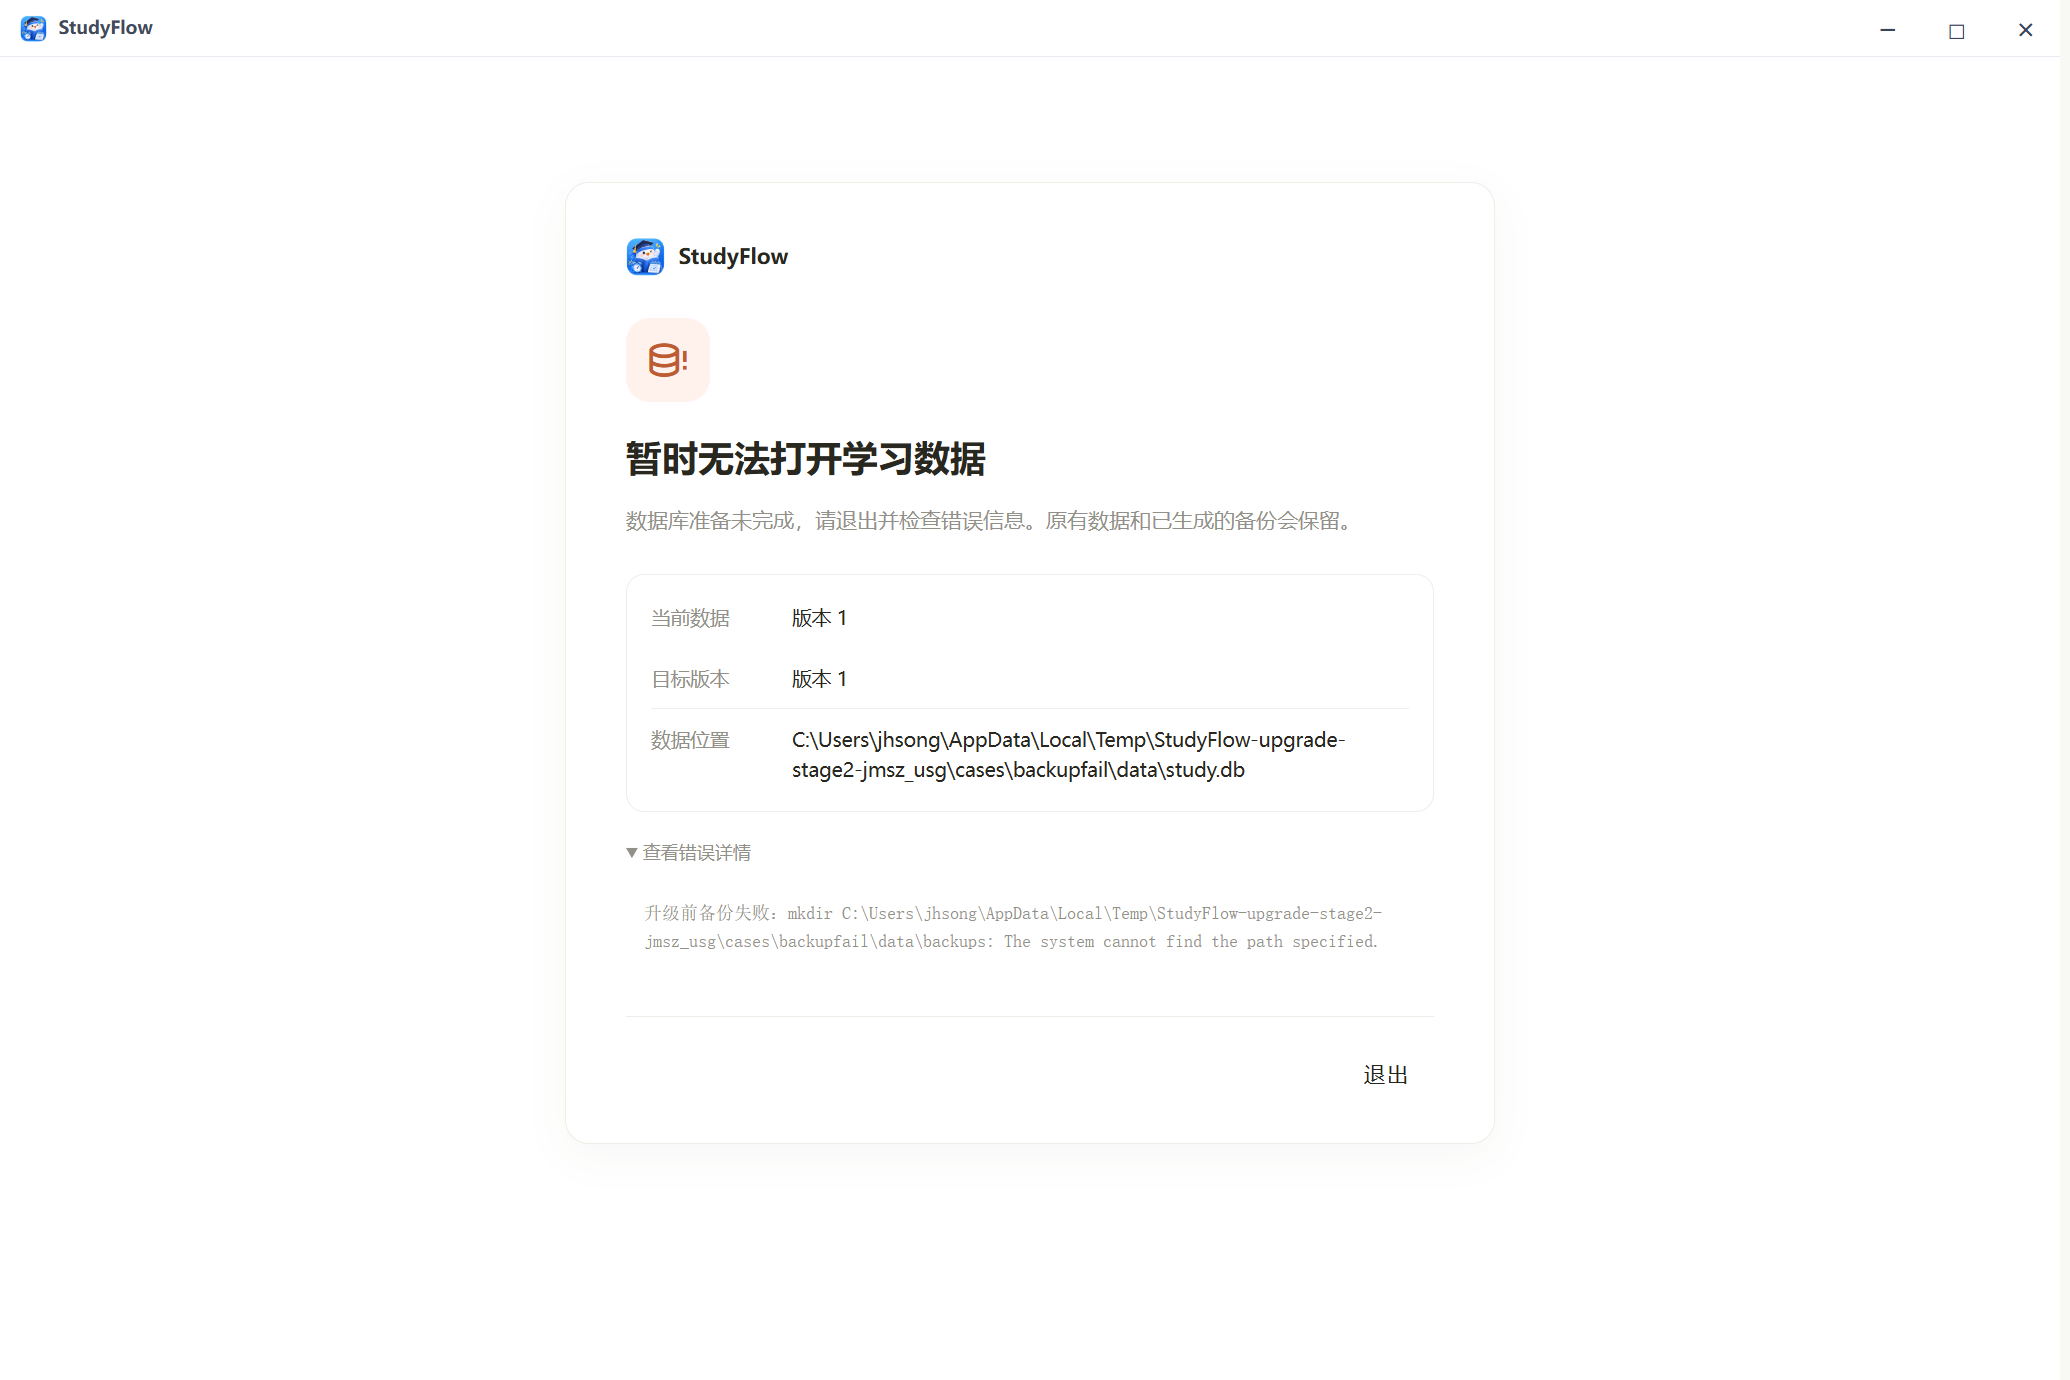 StudyFlow
StudyFlow
暂时无法打开学习数据
数据库准备未完成，请退出并检查错误信息。原有数据和已生成的备份会保留。
当前数据 版本 1
目标版本 版本 1
数据位置 C:\Users\jhsong\AppData\Local\Temp\StudyFlow-upgrade-
stage2-jmsz_usg\cases\backupfail\data\study.db
▼查看错误详情
升级前备份失败：mkdir C:\Users\jhsong\AppData\Local\Temp\StudyFlow-upgrade-stage2-
jmsz_usg\cases\backupfail\data\backups: The system cannot find the path specified.
退出